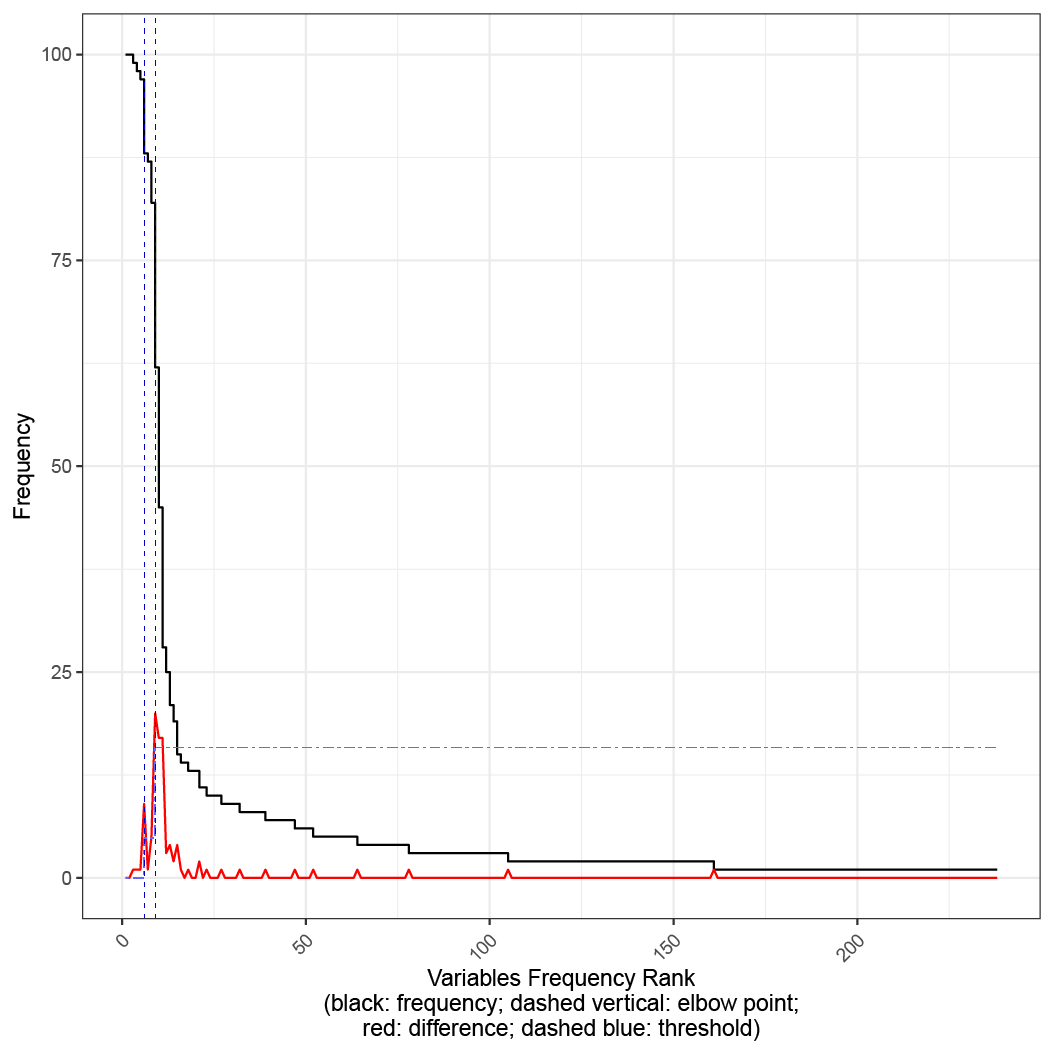 100
75
50
25
0
Frequency
0
50
100
150
200
Variables Frequency Rank
(black: frequency; dashed vertical: elbow point;
red: difference; dashed blue: threshold)